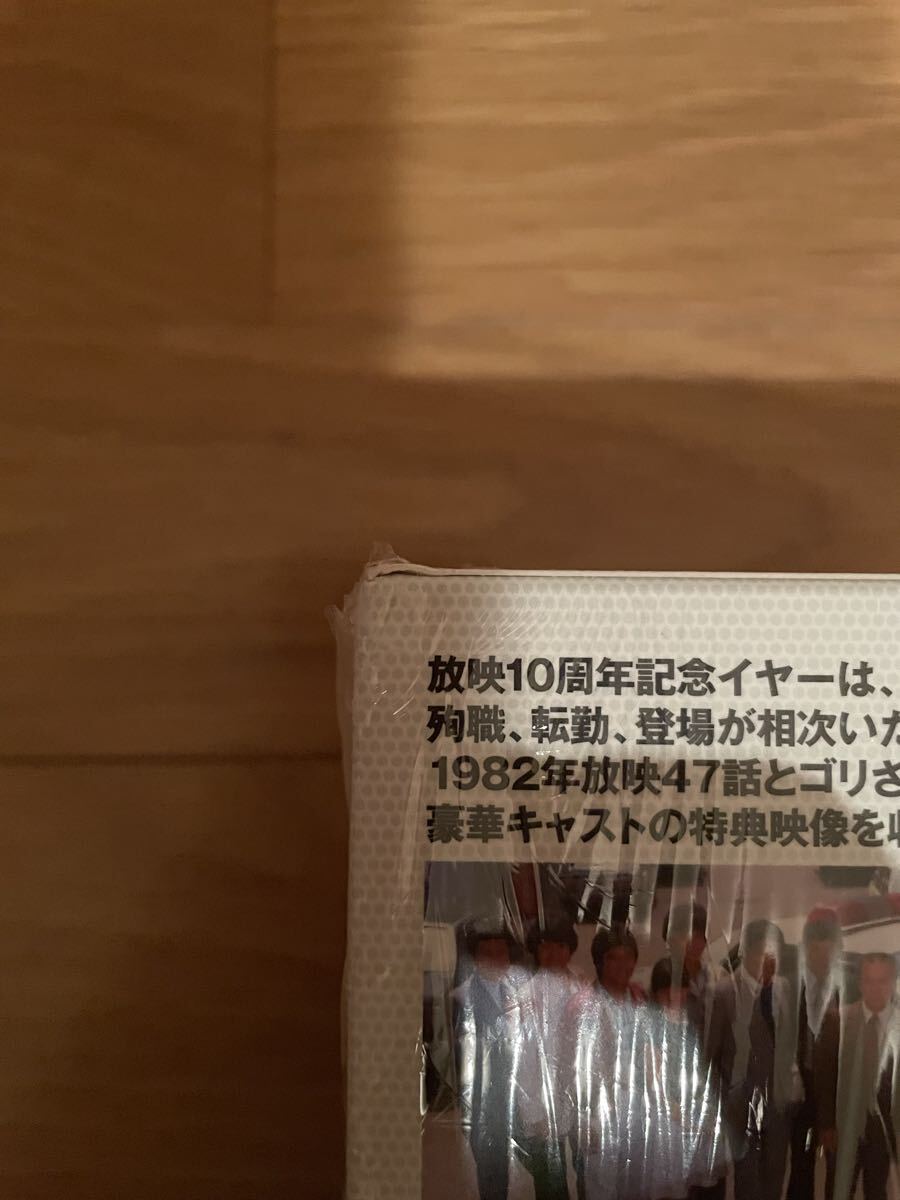 放映10周年記念イヤーは、
殉職、転勤、登場が相次いだ
1982年放映47話とゴリさ
豪華キャストの特典映像を収